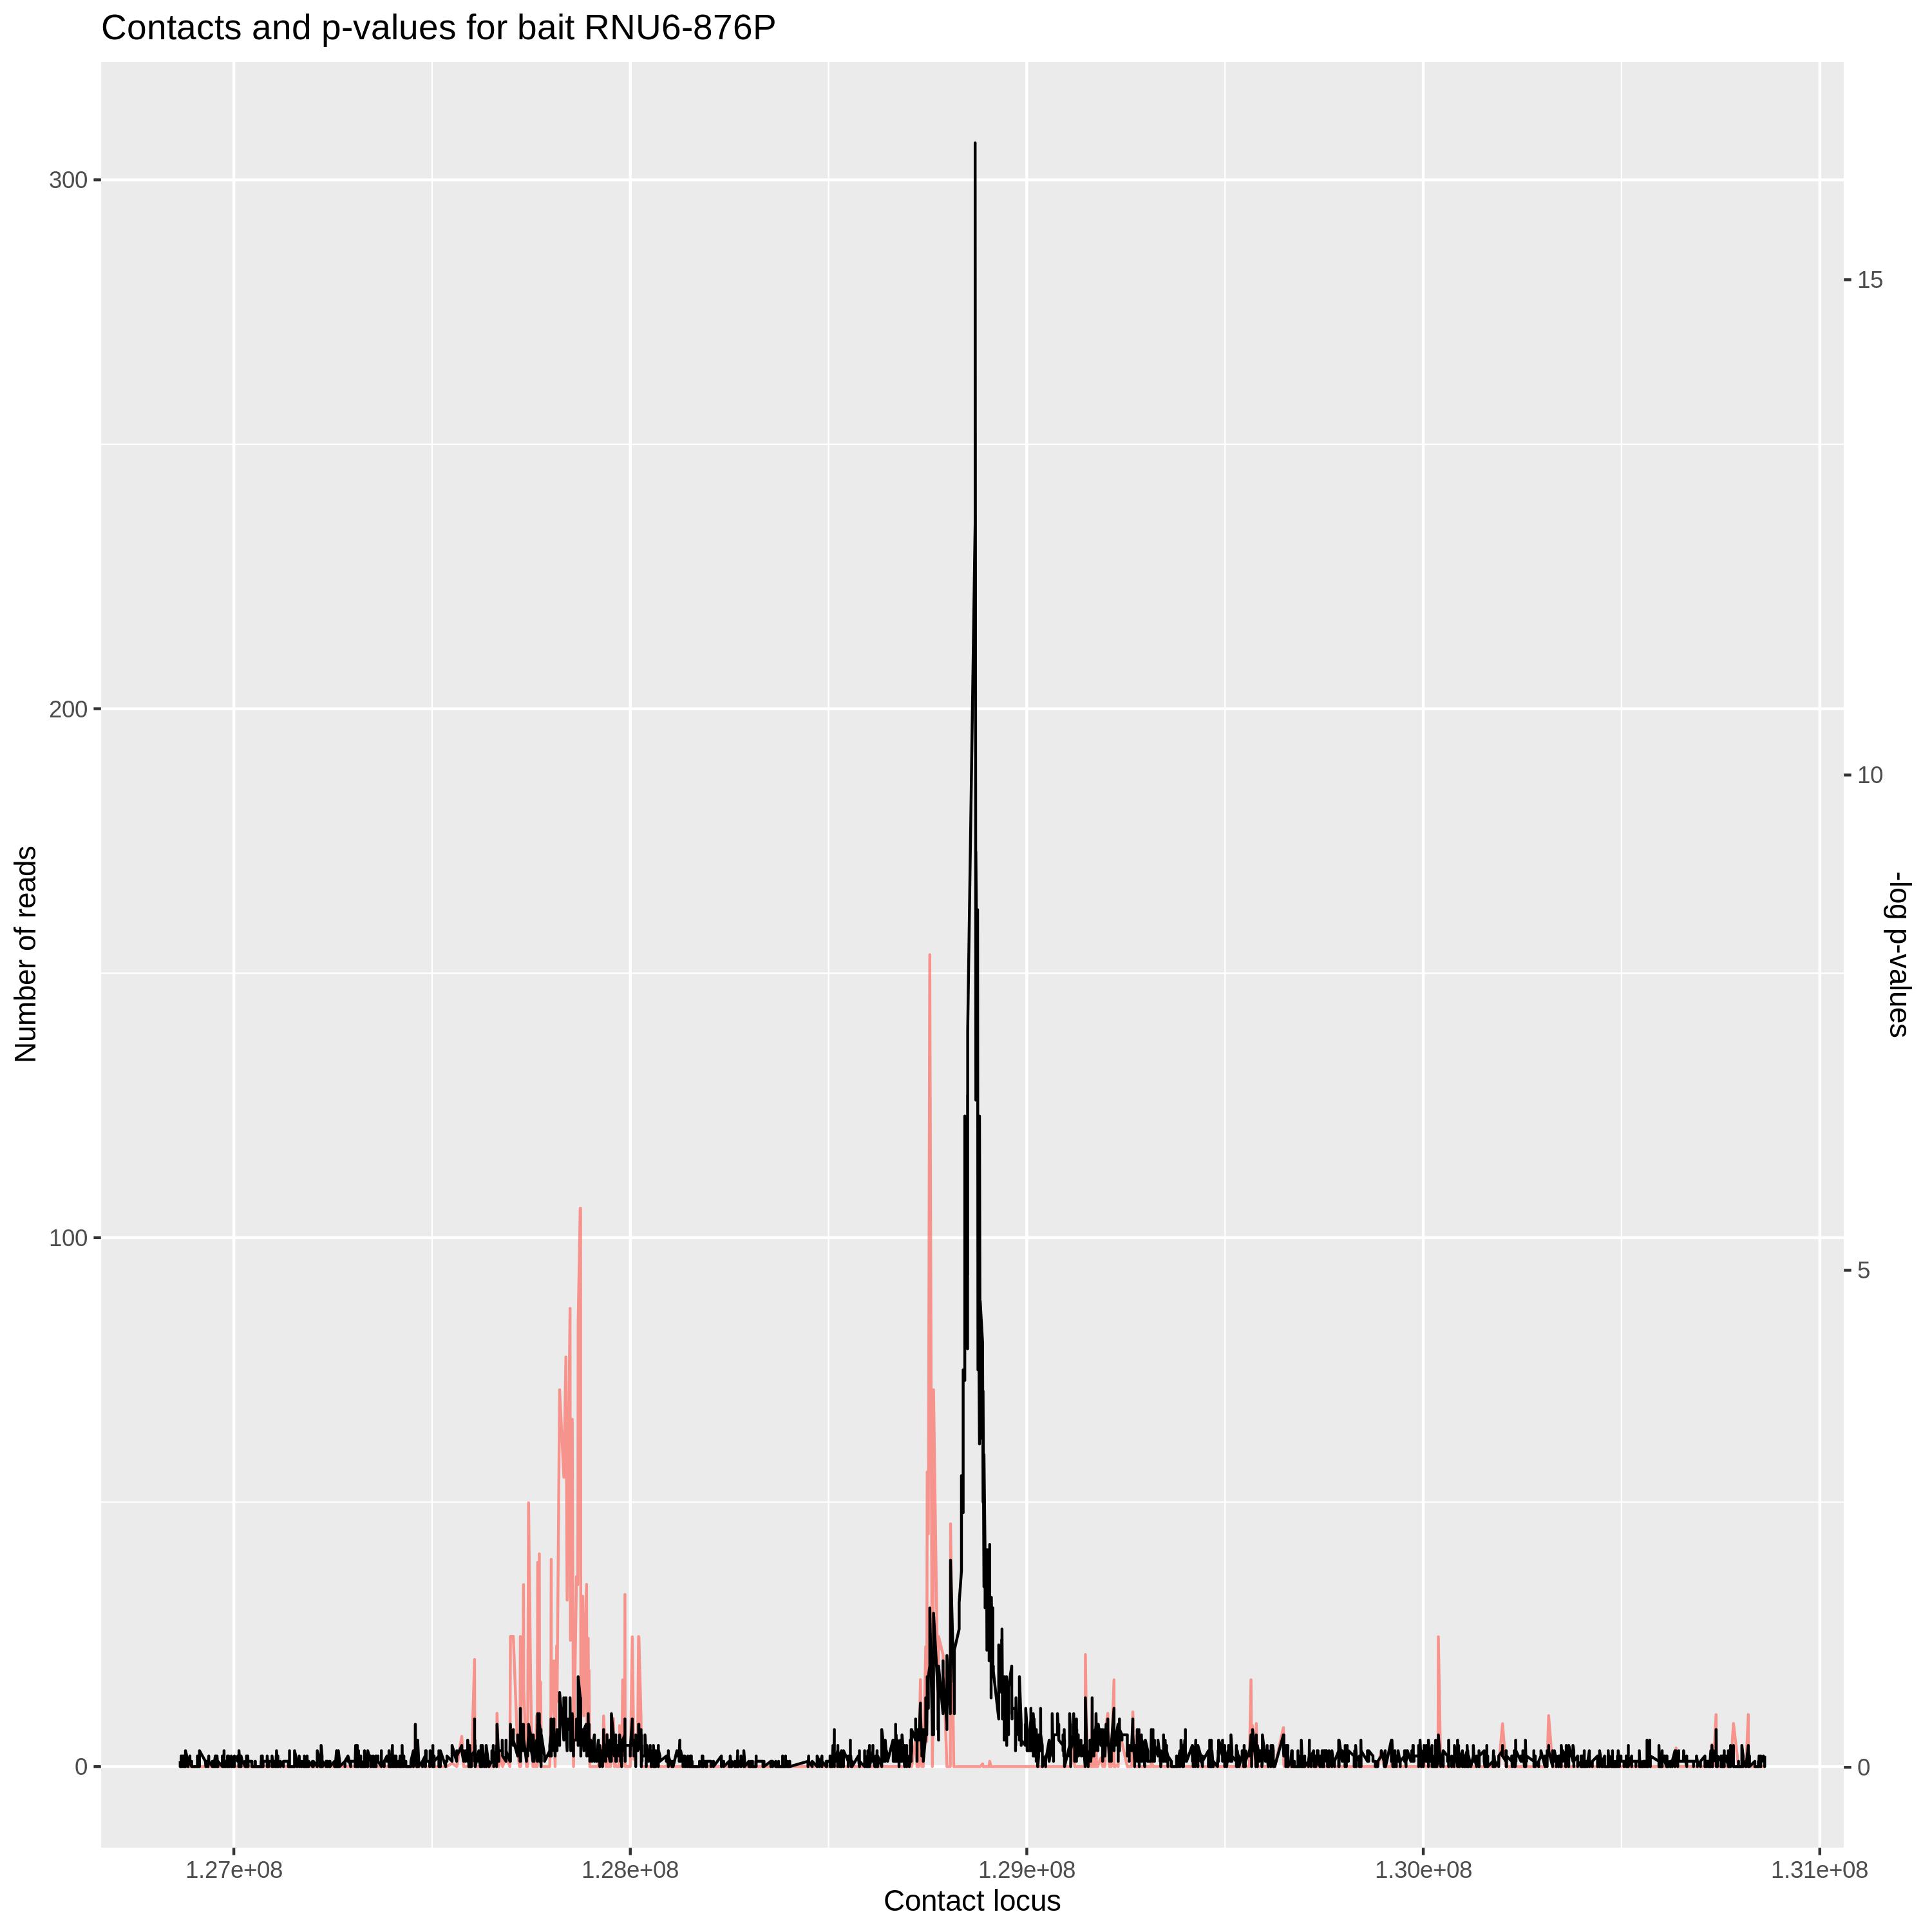 Contacts and p-values for bait RNU6-876P
300
200
100
0
Number of reads
15
10
5
0
-log p-values
1.27e+08
1.28e+08
1.29e+08
1.30e+08
1.31e+08
Contact locus